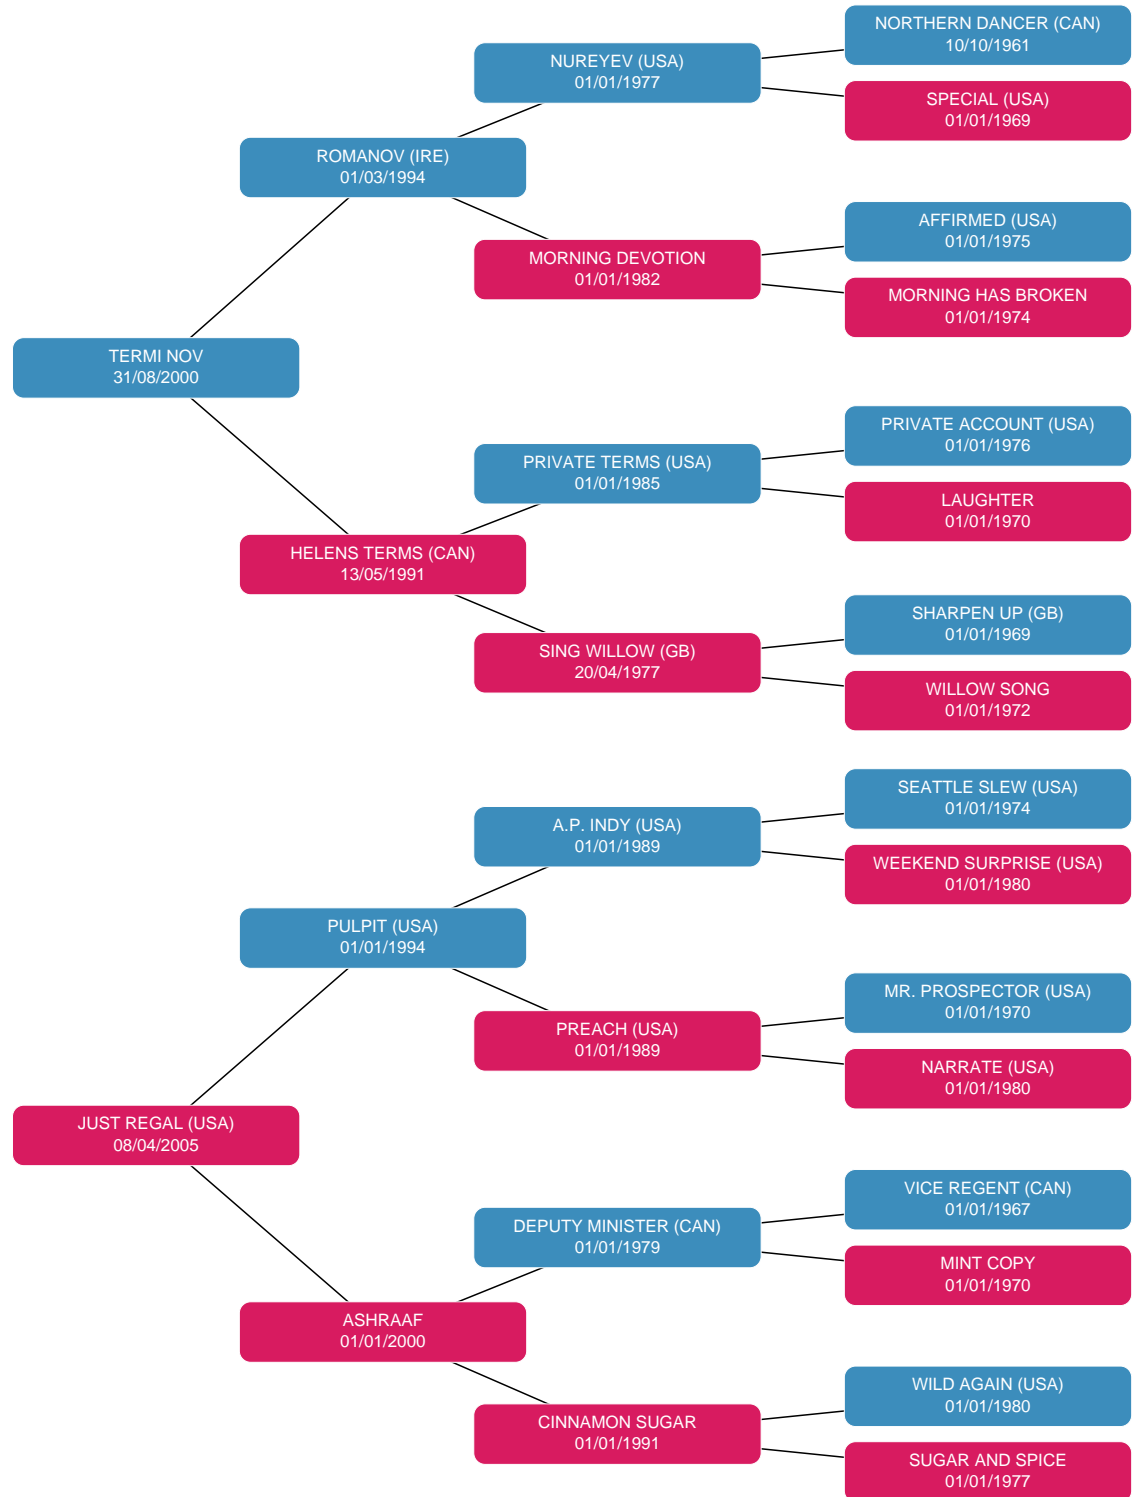 NORTHERN DANCER (CAN)
10/10/1961
NUREYEV (USA)
01/01/1977
SPECIAL (USA)
01/01/1969
ROMANOV (IRE)
01/03/1994
AFFIRMED (USA)
01/01/1975
MORNING DEVOTION
01/01/1982
MORNING HAS BROKEN
01/01/1974
TERMI NOV
31/08/2000
PRIVATE ACCOUNT (USA)
01/01/1976
PRIVATE TERMS (USA)
01/01/1985
LAUGHTER
01/01/1970
HELENS TERMS (CAN)
13/05/1991
SHARPEN UP (GB)
01/01/1969
SING WILLOW (GB)
20/04/1977
WILLOW SONG
01/01/1972
SEATTLE SLEW (USA)
01/01/1974
A.P. INDY (USA)
01/01/1989
WEEKEND SURPRISE (USA)
01/01/1980
PULPIT (USA)
01/01/1994
MR. PROSPECTOR (USA)
01/01/1970
PREACH (USA)
01/01/1989
NARRATE (USA)
01/01/1980
JUST REGAL (USA)
08/04/2005
VICE REGENT (CAN)
01/01/1967
DEPUTY MINISTER (CAN)
01/01/1979
MINT COPY
01/01/1970
ASHRAAF
01/01/2000
WILD AGAIN (USA)
01/01/1980
CINNAMON SUGAR
01/01/1991
SUGAR AND SPICE
01/01/1977